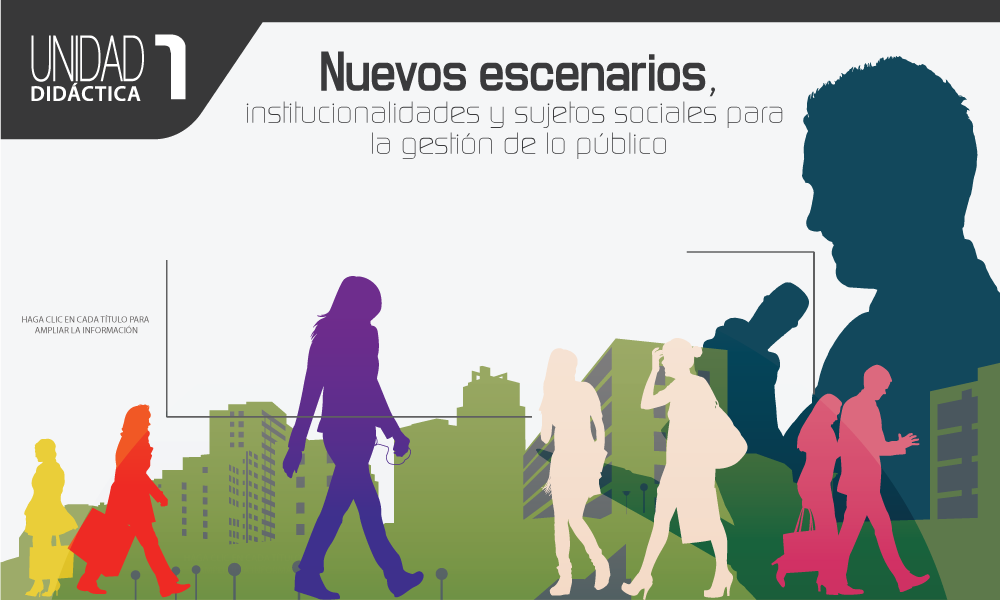 UNIDAD 1
DIDÁCTICA
Nuevos escenarios,
institucionalidades y sujetos sociales para
la gestión de lo público
HAGA CLIC EN CADA TÍTULO PARA
AMPLIAR LA INFORMACIÓN